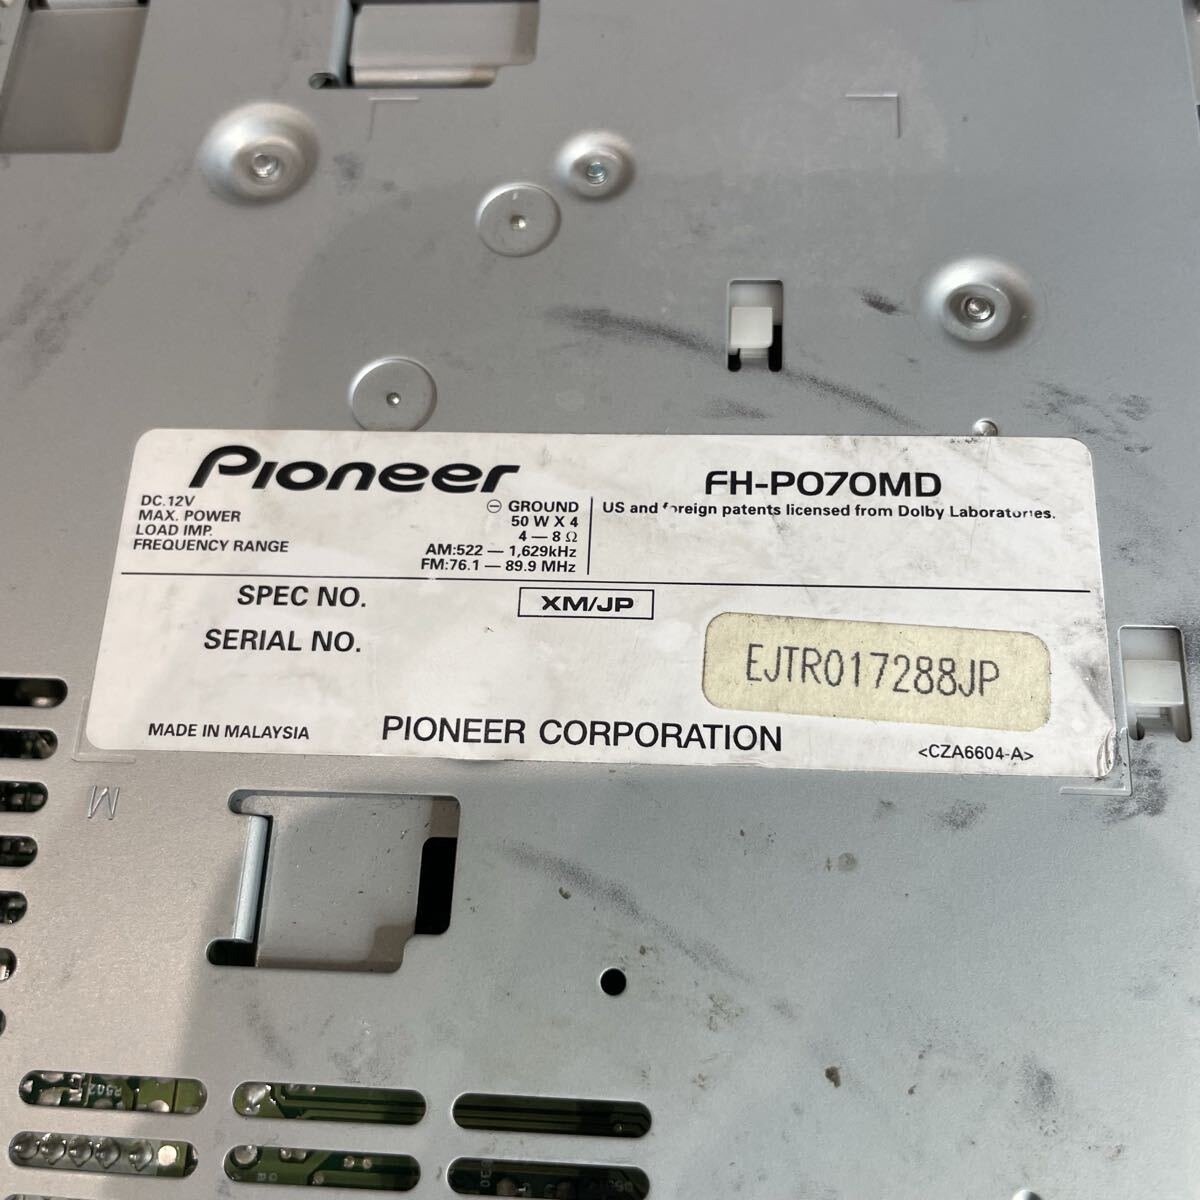 Pioneer
FH-P070MD
DC.12V ⊖ GROUND
MAX. POWER 50 W X 4
LOAD IMP. 4 — 8 Ω
FREQUENCY RANGE AM:522 — 1,629kHz
FM:76.1 — 89.9 MHz
US and foreign patents licensed from Dolby Laboratories.
SPEC NO. XM/JP
SERIAL NO. EJTR017288JP
MADE IN MALAYSIA PIONEER CORPORATION <CZA6604-A>
M